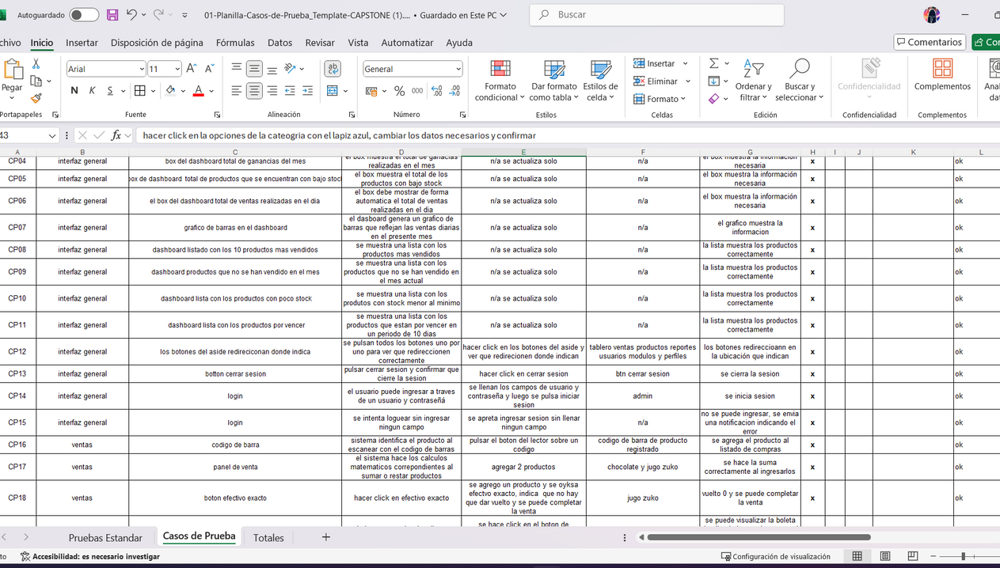 Autoguardado
01-Planilla-Casos-de-Prueba_Template-CAPSTONE (1).... • Guardado en Este PC
Buscar
chivo Inicio Insertar Disposición de página Fórmulas Datos Revisar Vista Automatizar Ayuda
Comentarios
Pegar
Portapapeles
Arial 11
N K S
Fuente
Alineación
General
% 000
Número
Formato condicional
Dar formato como tabla
Estilos de celda
Estilos
Insertar
Eliminar
Formato
Celdas
Ordenar y filtrar
Buscar y seleccionar
Edición
Confidencialidad
Confidencialidad
Complementos
Complementos
43
fx hacer click en la opciones de la cateogria con el lapiz azul, cambiar los datos necesarios y confirmar
A B C D E F G H I J K L
CP04 interfaz general box del dashboard total de ganancias del mes el box muestra el total de ganacias realizadas en el mes n/a se actualiza solo n/a el box muestra la información necesaria x ok
CP05 interfaz general box de dashboard total de productos que se encuentran con bajo stock el box muestra el total de los productos con bajo stock n/a se actualiza solo n/a el box muestra la información necesaria x ok
CP06 interfaz general el box del dashboard total de ventas realizadas en el dia el box debe mostrar de forma automatica el total de ventas realizadas en el dia n/a se actualiza solo n/a el box muestra la información necesaria x ok
CP07 interfaz general grafico de barras en el dashboard el dasboard genera un grafico de barras que reflejan las ventas diarias en el presente mes n/a se actualiza solo n/a el grafico muestra la informacion x ok
CP08 interfaz general dashboard listado con los 10 productos mas vendidos se muestra una lista con los productos mas vendidos n/a se actualiza solo n/a la lista muestra los productos correctamente x ok
CP09 interfaz general dashboard productos que no se han vendido en el mes se muestra una lista con los productos que no se han vendido en el mes actual n/a se actualiza solo n/a la lista muestra los productos correctamente x ok
CP10 interfaz general dashboard lista con los productos con poco stock se muestra una lista con los produtos con stock menor al minimo n/a se actualiza solo n/a la lista muestra los productos correctamente x ok
CP11 interfaz general dashboard lista con los productos por vencer se muestra una lista con los productos que estan por vencer en un periodo de 10 dias n/a se actualiza solo n/a la lista muestra los productos correctamente x ok
CP12 interfaz general los botones del aside redireciconan donde indica se pulsan todos los botones uno por uno para ver que redireccionen correctamente hacer click en los botones del aside y ver que redirecionen donde indican tablero ventas productos reportes usuarios modulos y perfiles los botones redireccioann en la ubicación que indican x ok
CP13 interfaz general botton cerrar sesion pulsar cerrar sesion y confirmar que cierre la sesion hacer click en cerrar sesion btn cerrar sesion se cierra la sesion x ok
CP14 interfaz general login el usuario puede ingresar a traves de un usuario y contraseñá se llenan los campos de usuario y contraseña y luego se pulsa iniciar sesion admin se inicia sesion x ok
CP15 interfaz general login se intenta loguear sin ingresar ningun campo se apreta ingresar sesion sin llenar ningun campo n/a no se puede ingresar, se envia una notificacion indicando el error x ok
CP16 ventas codigo de barra sistema identifica el producto al escanear con el codigo de barras pulsar el boton del lector sobre un codigo codigo de barra de producto registrado se agrega el producto al listado de compras x ok
CP17 ventas panel de venta el sistema hace los calculos matematicos correpondientes al sumar o restar productos agregar 2 productos chocolate y jugo zuko se hace la suma correctamente al ingresarlos x ok
CP18 ventas boton efectivo exacto hacer click en efectivo exacto se agrego un producto y se oyksa efectvo exacto, indica que no hay que dar vuelto y se puede completar la venta jugo zuko vuelto 0 y se puede completar la venta x ok
se hace click en el boton de se puede visualizar la boleta
Pruebas Estandar Casos de Prueba Totales +
to Accesibilidad: es necesario investigar Configuración de visualización